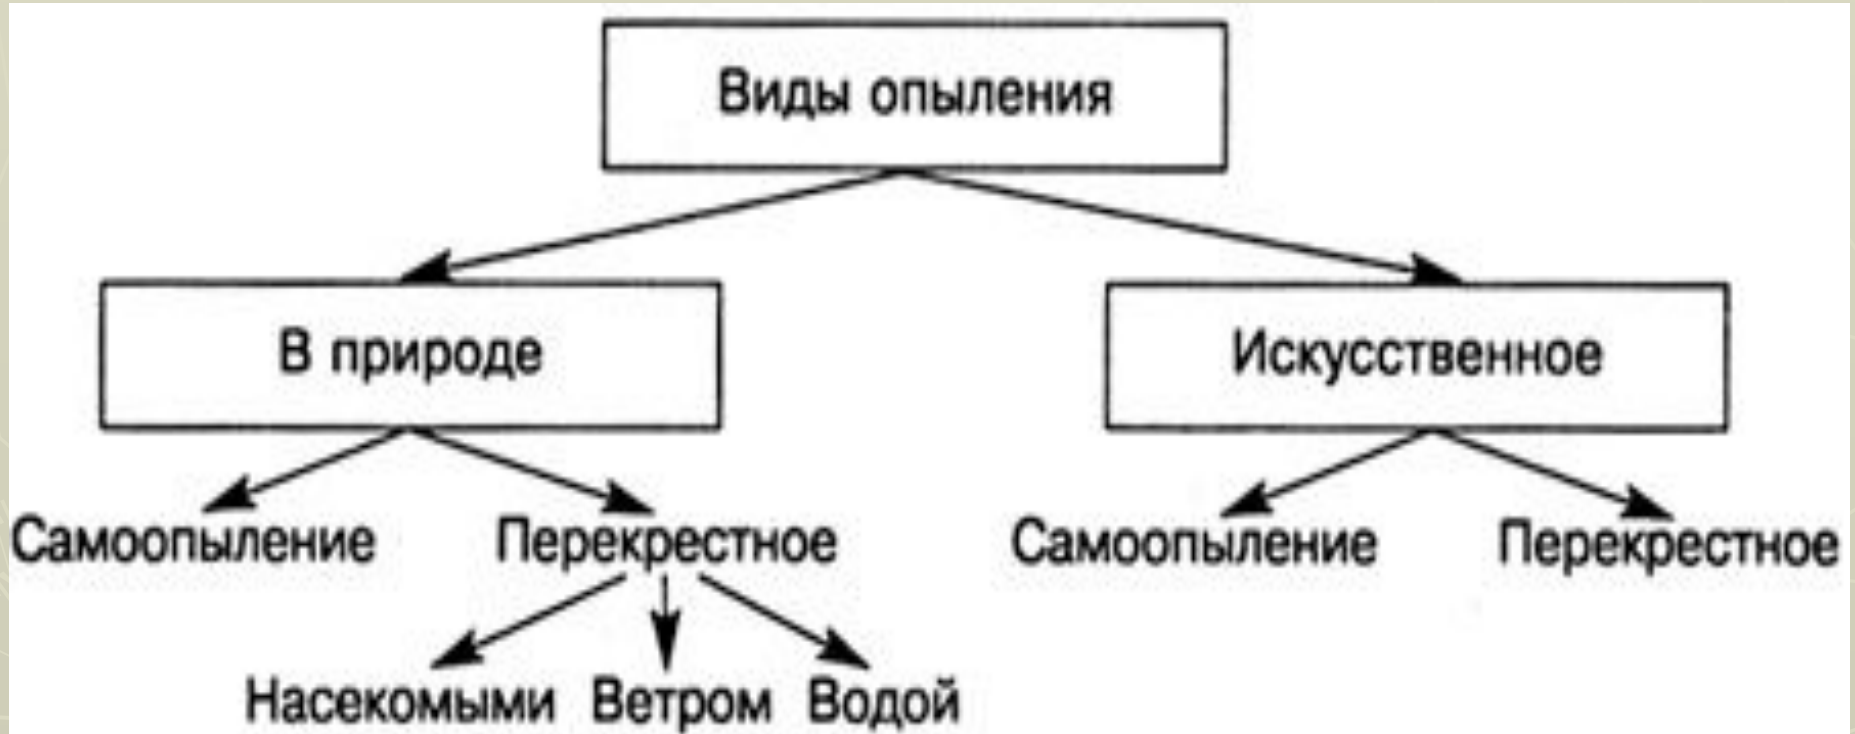 Виды опыления
В природе
Искусственное
Самоопыление
Перекрестное
Самоопыление
Перекрестное
Насекомыми
Ветром
Водой